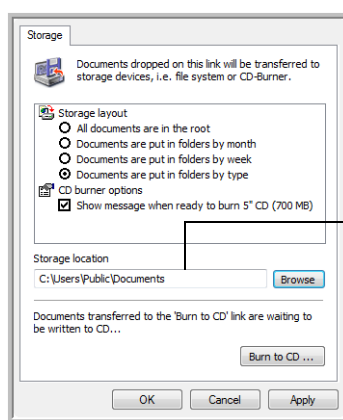 Storage
Documents dropped on this link will be transferred to
storage devices, i.e. file system or CD-Burner.
Storage layout
All documents are in the root
Documents are put in folders by month
Documents are put in folders by week
Documents are put in folders by type
CD burner options
Show message when ready to burn 5" CD (700 MB)
Storage location
C:\Users\Public\Documents
Browse
Documents transferred to the 'Burn to CD' link are waiting to
be written to CD...
Burn to CD ...
OK Cancel Apply